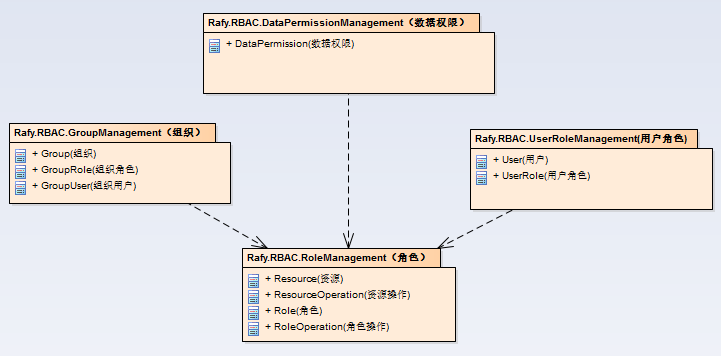 Rafy.RBAC.DataPermissionManagement（数据权限）
+ DataPermission(数据权限)
Rafy.RBAC.GroupManagement（组织）
+ Group(组织)
+ GroupRole(组织角色)
+ GroupUser(组织用户)
Rafy.RBAC.UserRoleManagement(用户角色)
+ User(用户)
+ UserRole(用户角色)
Rafy.RBAC.RoleManagement（角色）
+ Resource(资源)
+ ResourceOperation(资源操作)
+ Role(角色)
+ RoleOperation(角色操作)